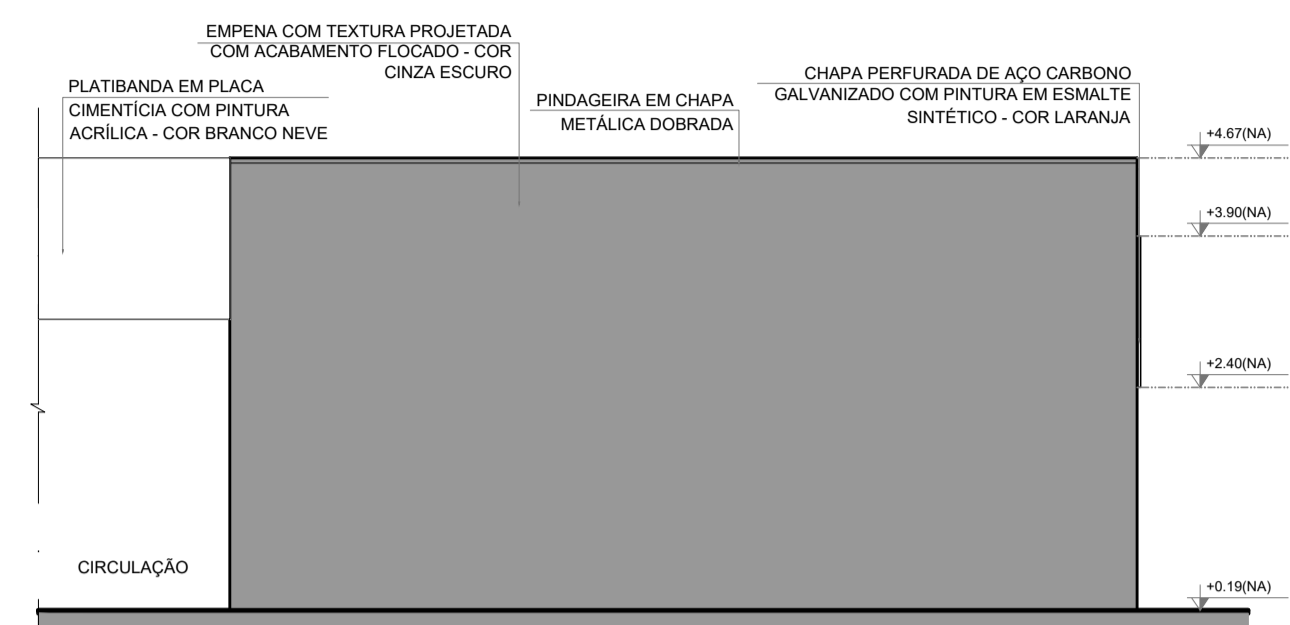 EMPENA COM TEXTURA PROJETADA
COM ACABAMENTO FLOCADO - COR
CINZA ESCURO
PLATIBANDA EM PLACA
CIMENTÍCIA COM PINTURA
ACRÍLICA - COR BRANCO NEVE
PINDAGEIRA EM CHAPA
METÁLICA DOBRADA
CHAPA PERFURADA DE AÇO CARBONO
GALVANIZADO COM PINTURA EM ESMALTE
SINTÉTICO - COR LARANJA
+4.67(NA)
+3.90(NA)
+2.40(NA)
CIRCULAÇÃO
+0.19(NA)